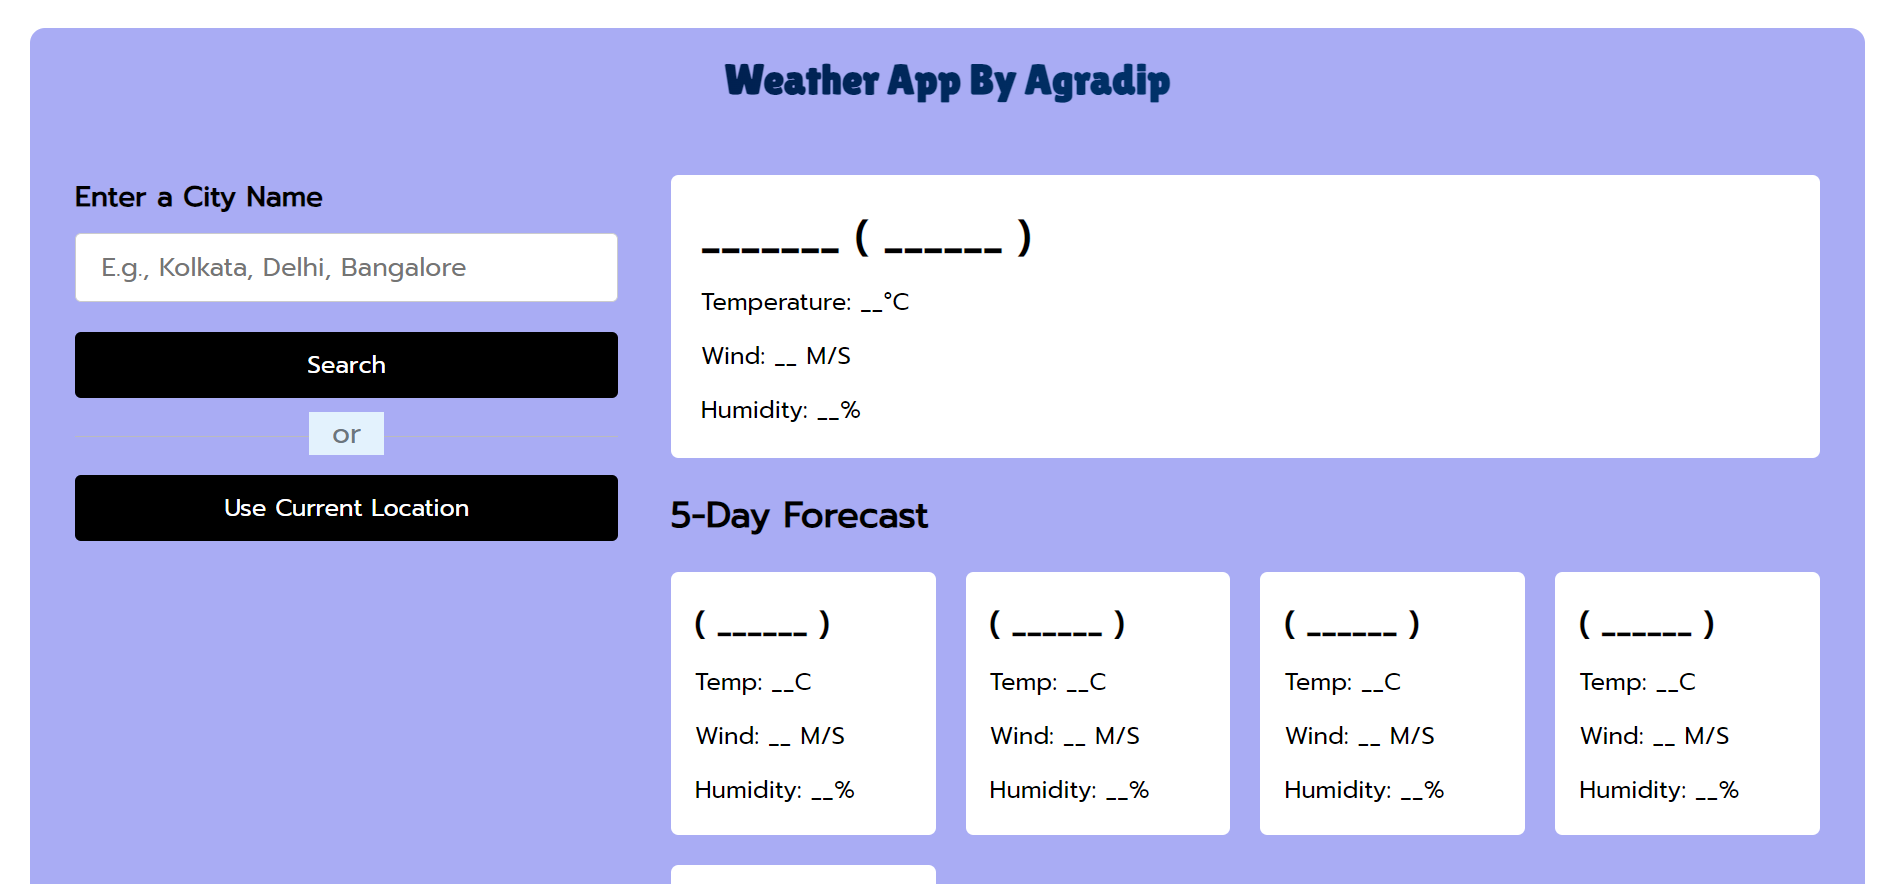 Weather App By Agradip
Enter a City Name
E.g., Kolkata, Delhi, Bangalore
Search
or
Use Current Location
_______ ( ______ )
Temperature: __°C
Wind: __ M/S
Humidity: __%
5-Day Forecast
( ______ )
Temp: __C
Wind: __ M/S
Humidity: __%
( ______ )
Temp: __C
Wind: __ M/S
Humidity: __%
( ______ )
Temp: __C
Wind: __ M/S
Humidity: __%
( ______ )
Temp: __C
Wind: __ M/S
Humidity: __%